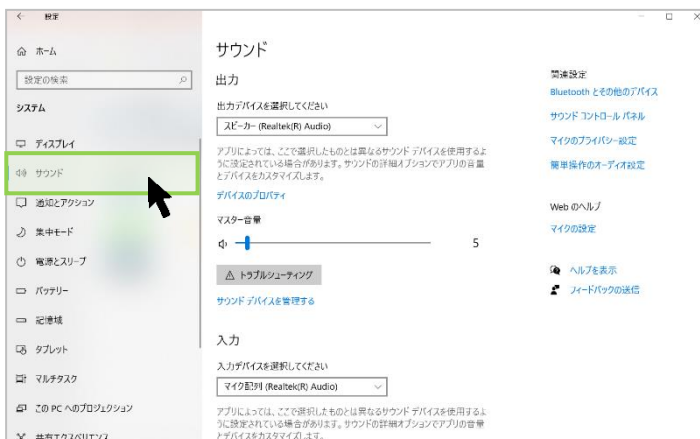 設定
ホーム
設定の検索
システム
ディスプレイ
サウンド
通知とアクション
集中モード
電源とスリープ
バッテリー
記憶域
タブレット
マルチタスク
この PC へのプロジェクション
共有エクスペリエンス
サウンド
出力
出力デバイスを選択してください
スピーカー (Realtek(R) Audio)
アプリによっては、ここで選択したものとは異なるサウンド デバイスを使用するよ
うに設定されている場合があります。サウンドの詳細オプションでアプリの音量
とデバイスをカスタマイズします。
デバイスのプロパティ
マスター音量
5
トラブルシューティング
サウンド デバイスを管理する
入力
入力デバイスを選択してください
マイク配列 (Realtek(R) Audio)
アプリによっては、ここで選択したものとは異なるサウンド デバイスを使用するよ
うに設定されている場合があります。サウンドの詳細オプションでアプリの音量
とデバイスをカスタマイズします。
関連設定
Bluetooth とその他のデバイス
サウンド コントロール パネル
マイクのプライバシー設定
簡単操作のオーディオ設定
Web のヘルプ
マイクの設定
ヘルプを表示
フィードバックの送信